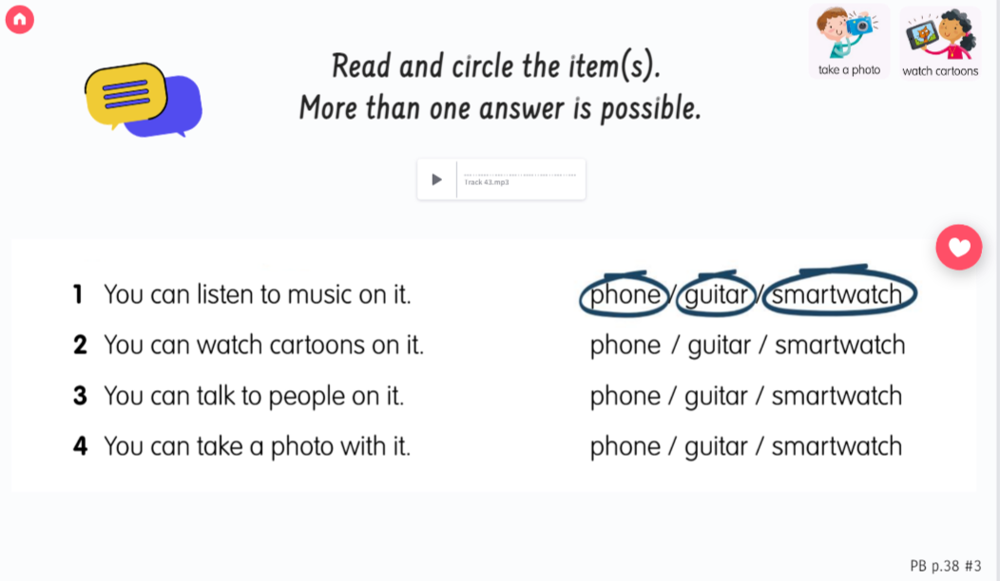 take a photo
watch cartoons
Read and circle the item(s).
More than one answer is possible.
Track 43.mp3
1 You can listen to music on it. phone / guitar / smartwatch
2 You can watch cartoons on it. phone / guitar / smartwatch
3 You can talk to people on it. phone / guitar / smartwatch
4 You can take a photo with it. phone / guitar / smartwatch
PB p.38 #3